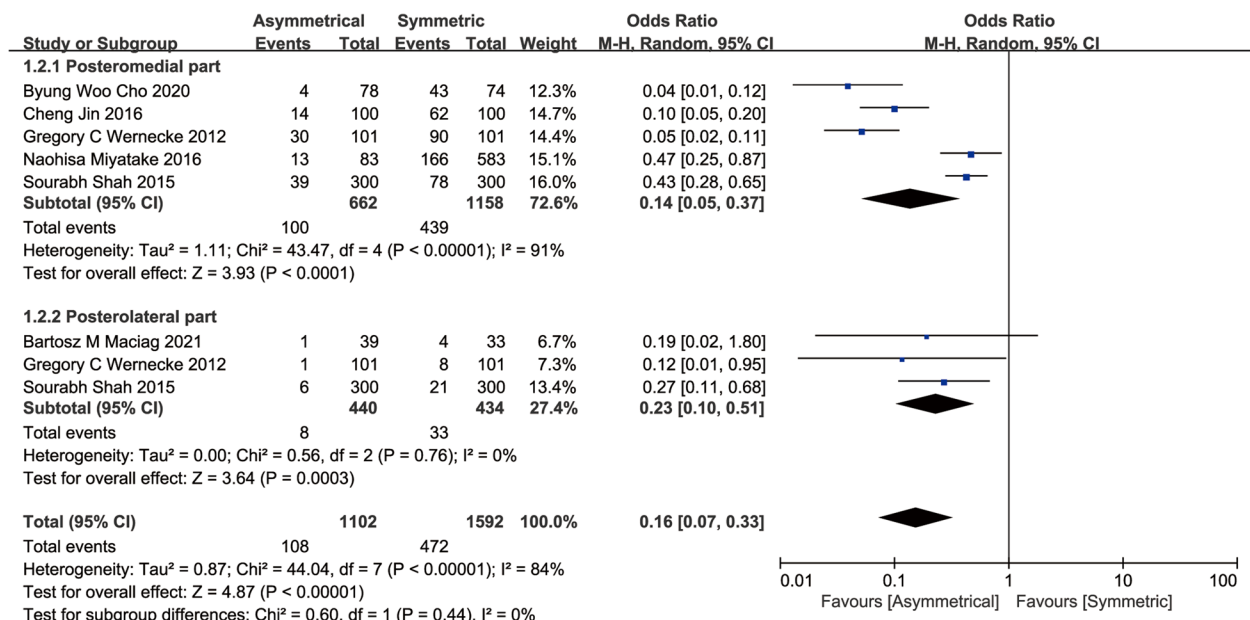 Asymmetrical Symmetric Odds Ratio Odds Ratio
Study or Subgroup Events Total Events Total Weight M-H, Random, 95% CI M-H, Random, 95% CI
1.2.1 Posteromedial part
Byung Woo Cho 2020 4 78 43 74 12.3% 0.04 [0.01, 0.12]
Cheng Jin 2016 14 100 62 100 14.7% 0.10 [0.05, 0.20]
Gregory C Wernecke 2012 30 101 90 101 14.4% 0.05 [0.02, 0.11]
Naohisa Miyatake 2016 13 83 166 583 15.1% 0.47 [0.25, 0.87]
Sourabh Shah 2015 39 300 78 300 16.0% 0.43 [0.28, 0.65]
Subtotal (95% CI) 662 1158 72.6% 0.14 [0.05, 0.37]
Total events 100 439
Heterogeneity: Tau² = 1.11; Chi² = 43.47, df = 4 (P < 0.00001); I² = 91%
Test for overall effect: Z = 3.93 (P < 0.0001)
1.2.2 Posterolateral part
Bartosz M Maciag 2021 1 39 4 33 6.7% 0.19 [0.02, 1.80]
Gregory C Wernecke 2012 1 101 8 101 7.3% 0.12 [0.01, 0.95]
Sourabh Shah 2015 6 300 21 300 13.4% 0.27 [0.11, 0.68]
Subtotal (95% CI) 440 434 27.4% 0.23 [0.10, 0.51]
Total events 8 33
Heterogeneity: Tau² = 0.00; Chi² = 0.56, df = 2 (P = 0.76); I² = 0%
Test for overall effect: Z = 3.64 (P = 0.0003)
Total (95% CI) 1102 1592 100.0% 0.16 [0.07, 0.33]
Total events 108 472
Heterogeneity: Tau² = 0.87; Chi² = 44.04, df = 7 (P < 0.00001); I² = 84%
Test for overall effect: Z = 4.87 (P < 0.00001)
Test for subgroup differences: Chi² = 0.60, df = 1 (P = 0.44), I² = 0%
0.01 0.1 1 10 100
Favours [Asymmetrical] Favours [Symmetric]